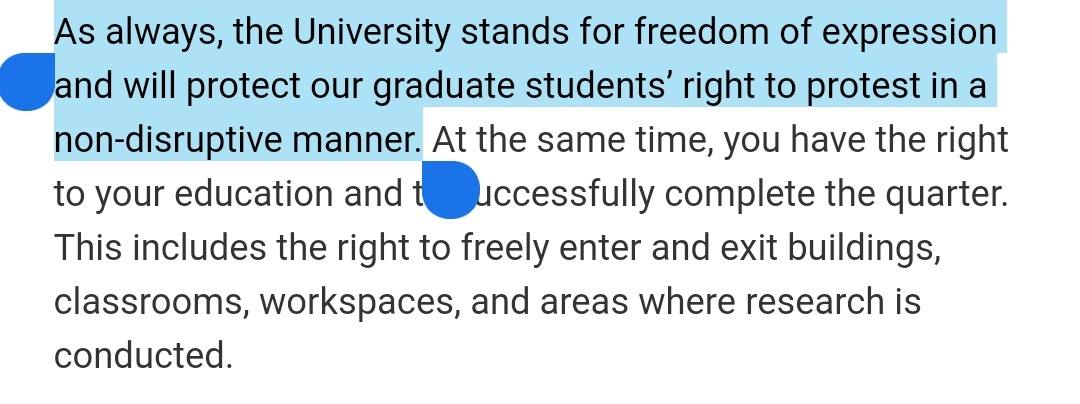 As always, the University stands for freedom of expression
and will protect our graduate students’ right to protest in a
non-disruptive manner. At the same time, you have the right
to your education and successfully complete the quarter.
This includes the right to freely enter and exit buildings,
classrooms, workspaces, and areas where research is
conducted.